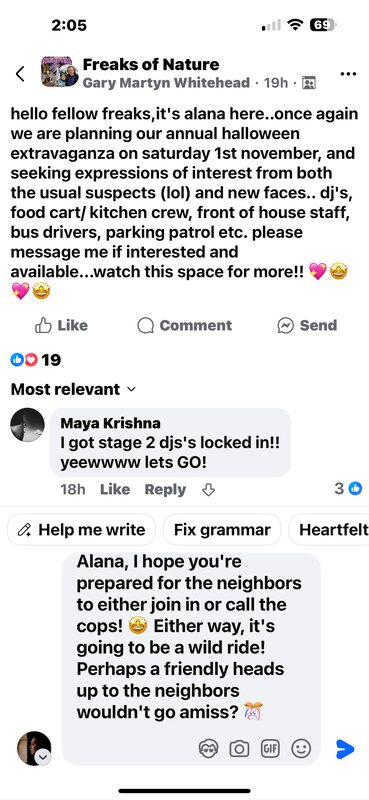 2:05
69
Freaks of Nature
Gary Martyn Whitehead · 19h ·
hello fellow freaks,it's alana here..once again
we are planning our annual halloween
extravaganza on saturday 1st november, and
seeking expressions of interest from both
the usual suspects (lol) and new faces.. dj's,
food cart/ kitchen crew, front of house staff,
bus drivers, parking patrol etc. please
message me if interested and
available...watch this space for more!! 💖🤩
💖🤩
Like Comment Send
19
Most relevant
Maya Krishna
I got stage 2 djs's locked in!!
yeewwww lets GO!
18h Like Reply 3
Help me write Fix grammar Heartfelt
Alana, I hope you're
prepared for the neighbors
to either join in or call the
cops! 🤩 Either way, it's
going to be a wild ride!
Perhaps a friendly heads
up to the neighbors
wouldn't go amiss? 🎊
GIF